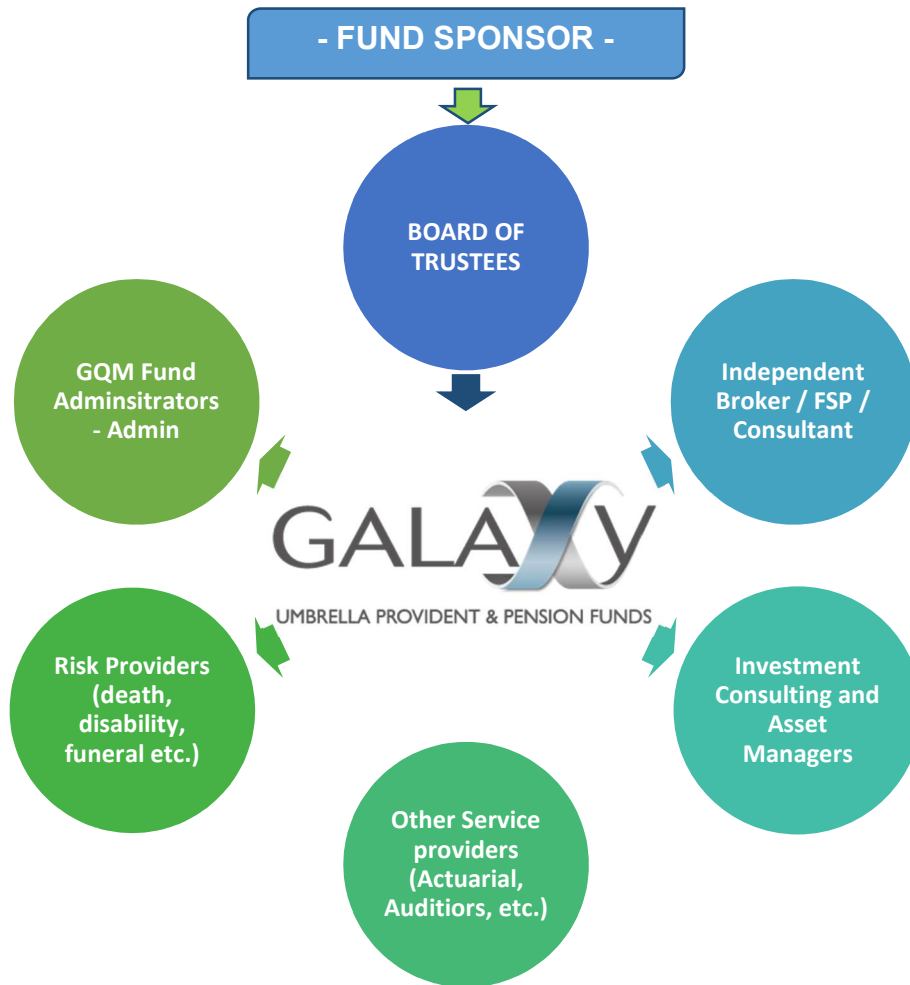 - FUND SPONSOR -
BOARD OF
TRUSTEES
GQM Fund
Adminsitrators
- Admin
Independent
Broker / FSP /
Consultant
GALAXy
UMBRELLA PROVIDENT & PENSION FUNDS
Risk Providers
(death,
disability,
funeral etc.)
Investment
Consulting and
Asset
Managers
Other Service
providers
(Actuarial,
Auditiors, etc.)